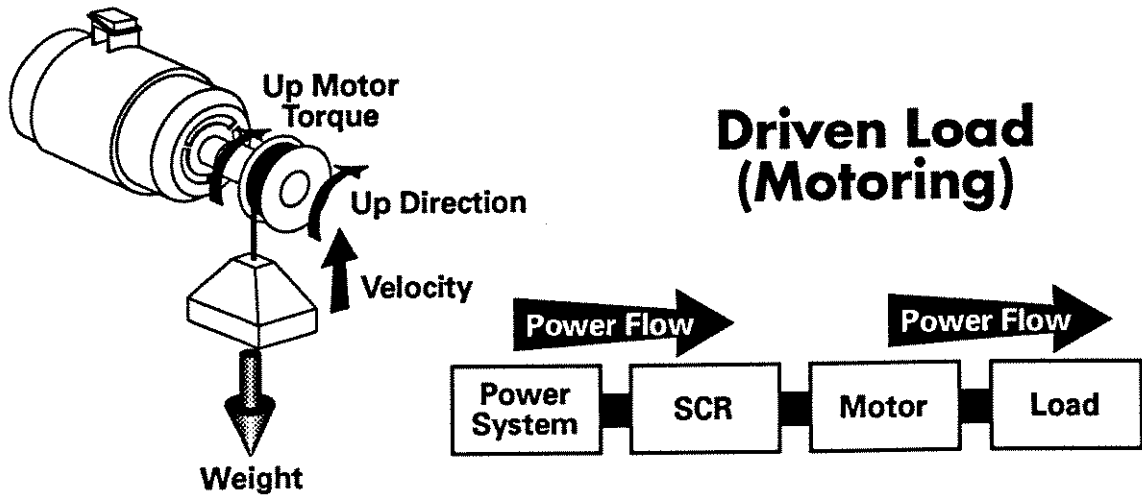 Up Motor
Torque
Up Direction
Velocity
Weight
Driven Load
(Motoring)
Power Flow
Power Flow
Power
System
SCR
Motor
Load